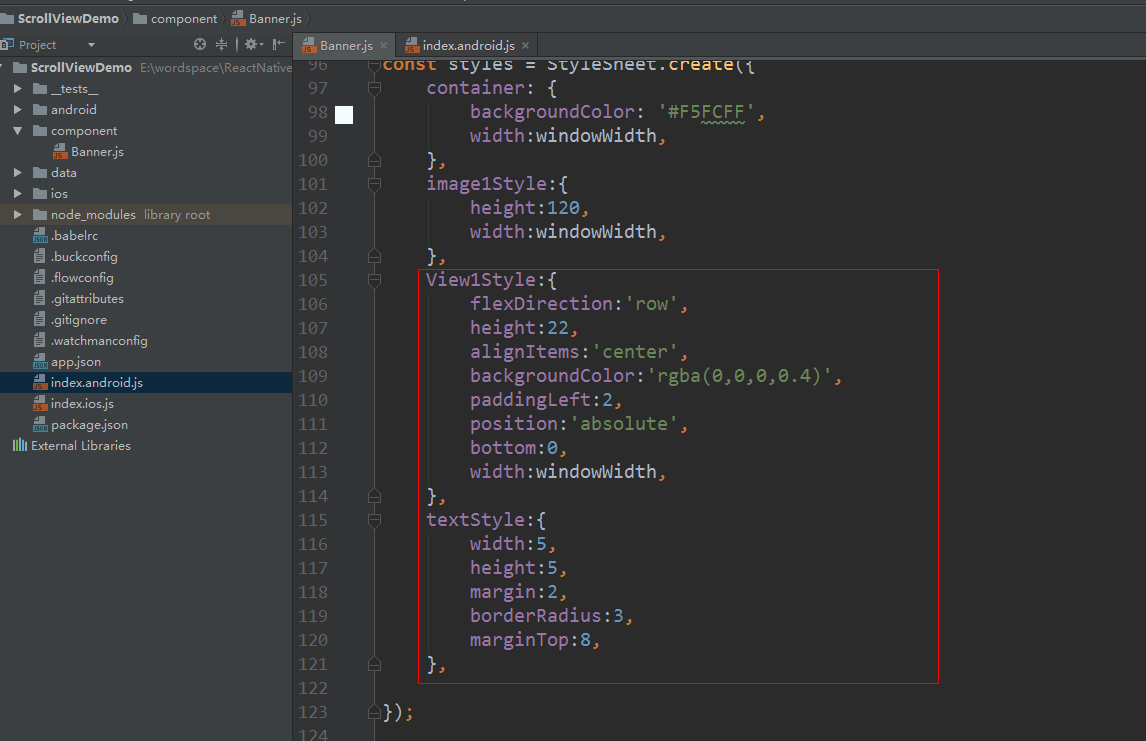 ScrollViewDemo component Banner.js
Project
Banner.js index.android.js
ScrollViewDemo E:\wordspace\ReactNative
__tests__
android
component
Banner.js
data
ios
node_modules library root
.babelrc
.buckconfig
.flowconfig
.gitattributes
.gitignore
.watchmanconfig
app.json
index.android.js
index.ios.js
package.json
External Libraries
96 const styles = StyleSheet.create({
97 container: {
98 backgroundColor: '#F5FCFF',
99 width:windowWidth,
100 },
101 image1Style:{
102 height:120,
103 width:windowWidth,
104 },
105 View1Style:{
106 flexDirection:'row',
107 height:22,
108 alignItems:'center',
109 backgroundColor:'rgba(0,0,0,0.4)',
110 paddingLeft:2,
111 position:'absolute',
112 bottom:0,
113 width:windowWidth,
114 },
115 textStyle:{
116 width:5,
117 height:5,
118 margin:2,
119 borderRadius:3,
120 marginTop:8,
121 },
122
123 });
124